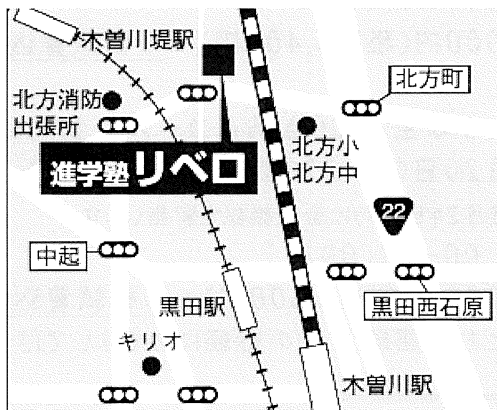 木曽川堤駅
北方町
北方消防
出張所
北方小
北方中
進学塾リベロ
22
中起
黒田駅
黒田西石原
キリオ
木曽川駅